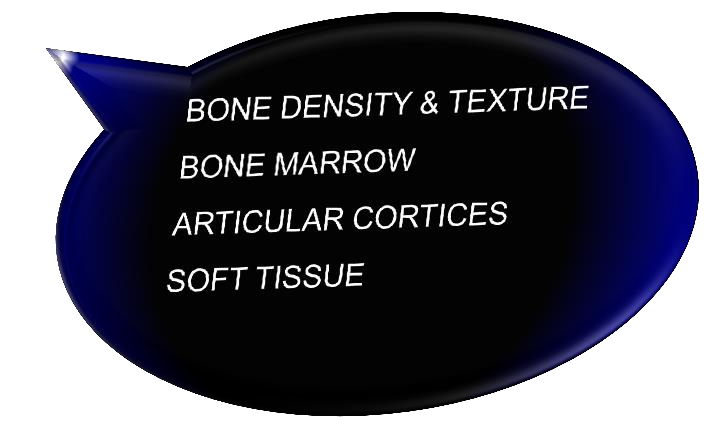 BONE DENSITY & TEXTURE
BONE MARROW
ARTICULAR CORTICES
SOFT TISSUE